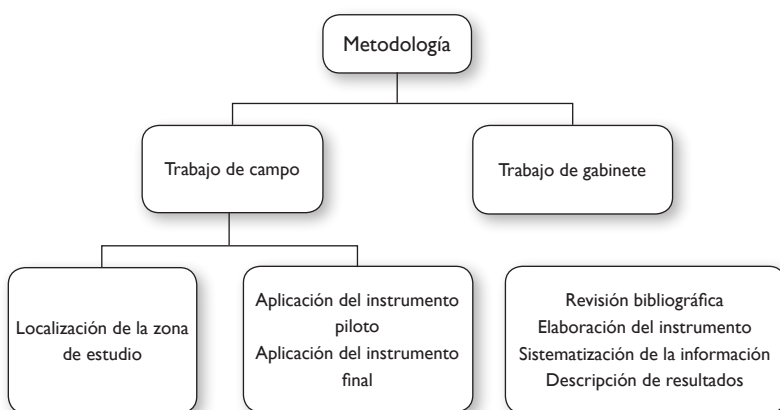 Metodología
Trabajo de campo
Trabajo de gabinete
Localización de la zona
de estudio
Aplicación del instrumento
piloto
Aplicación del instrumento
final
Revisión bibliográfica
Elaboración del instrumento
Sistematización de la información
Descripción de resultados